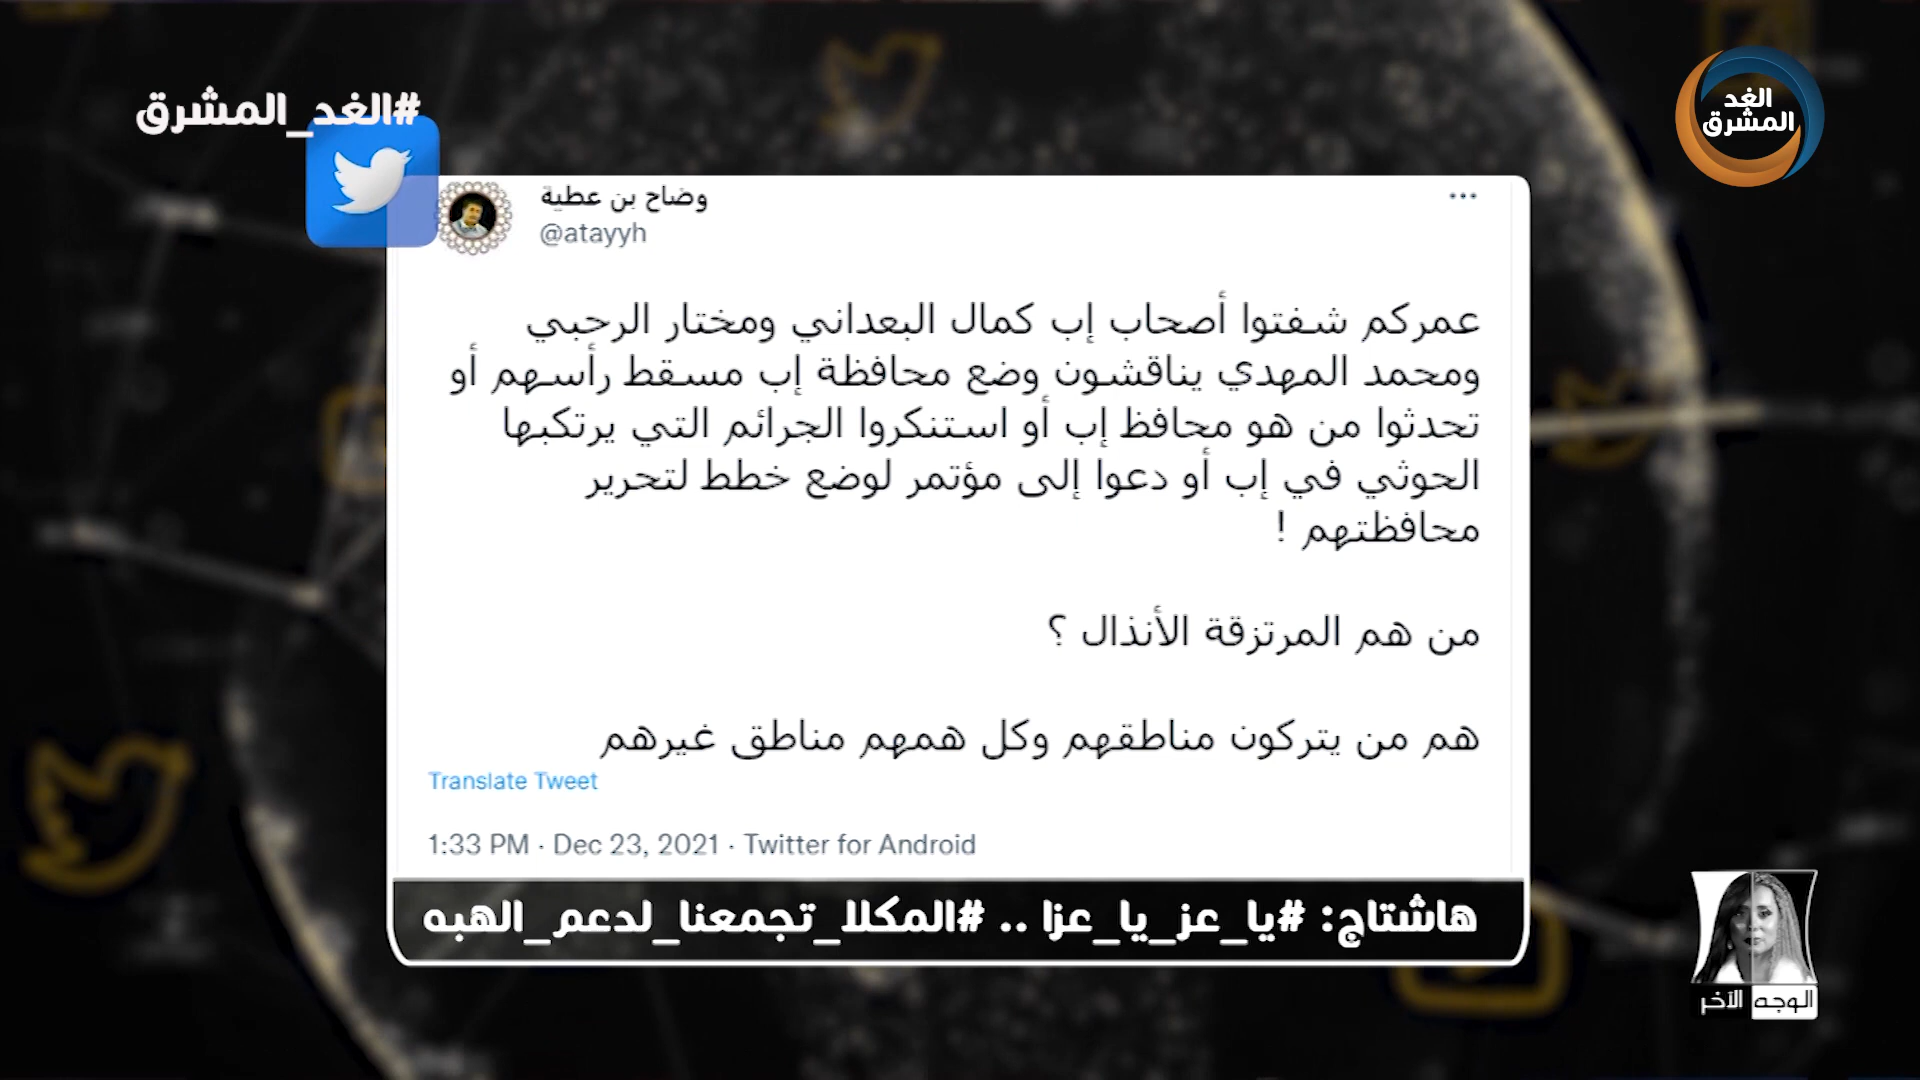 #الغد_المشرق
الغد
المشرق
وضاح بن عطية
@atayyh
عمركم شفتوا أصحاب إب كمال البعداني ومختار الرحبي
ومحمد المهدي يناقشون وضع محافظة إب مسقط رأسهم أو
تحدثوا من هو محافظ إب أو استنكروا الجرائم التي يرتكبها
الحوثي في إب أو دعوا إلى مؤتمر لوضع خطط لتحرير
محافظتهم !
من هم المرتزقة الأنذال ؟
هم من يتركون مناطقهم وكل همهم مناطق غيرهم
Translate Tweet
1:33 PM · Dec 23, 2021 · Twitter for Android
هاشتاج: #يا_عز_يا_عزا .. #المكلا_تجمعنا_لدعم_الهبه
الوجه الآخر